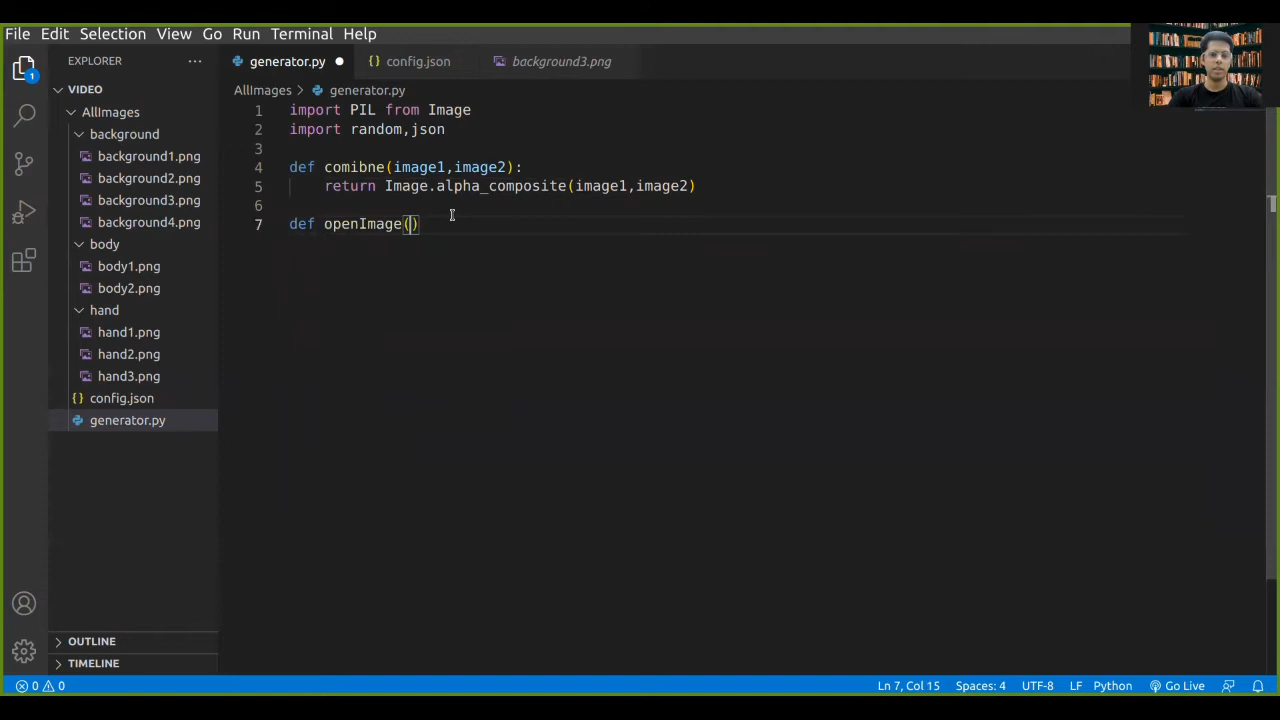 File Edit Selection View Go Run Terminal Help
EXPLORER ···
generator.py
config.json
background3.png
VIDEO
AllImages > generator.py
AllImages
background
background1.png
background2.png
background3.png
background4.png
body
body1.png
body2.png
hand
hand1.png
hand2.png
hand3.png
config.json
generator.py
1 import PIL from Image
2 import random,json
3
4 def comibne(image1,image2):
5 return Image.alpha_composite(image1,image2)
6
7 def openImage()
OUTLINE
TIMELINE
1
0 0 Ln 7, Col 15 Spaces: 4 UTF-8 LF Python Go Live